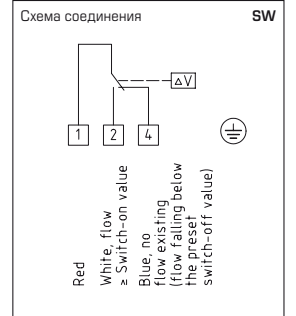 Схема соединения SW
ΔV
1 2 4
Red
White, flow
≥ Switch-on value
Blue, no
flow existing
(flow falling below
the preset
switch-off value)